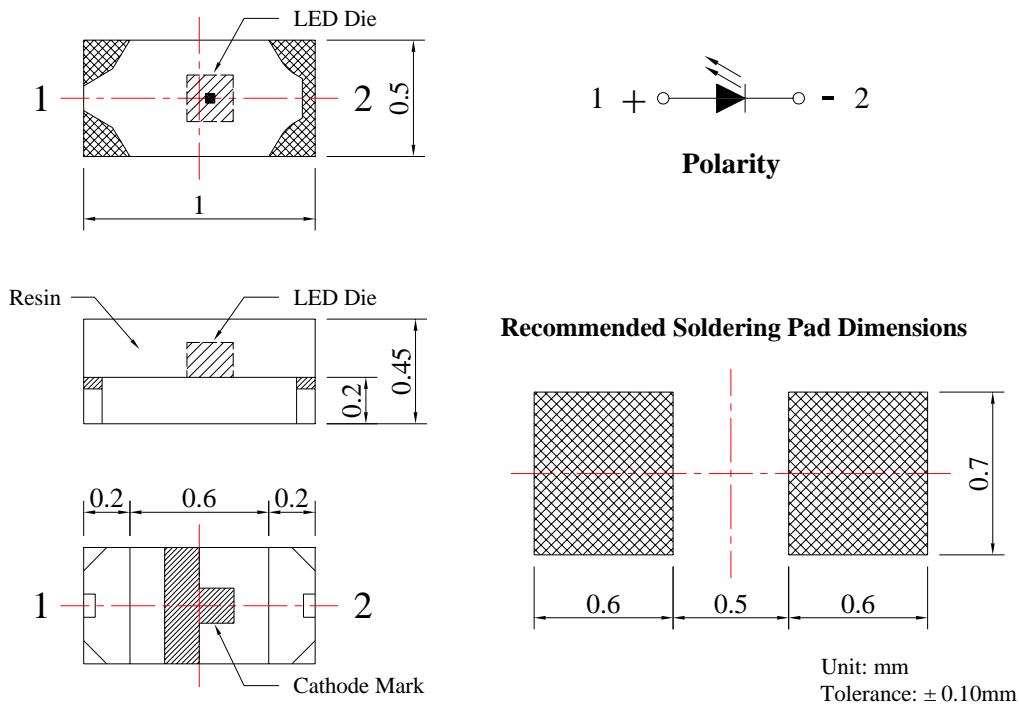 LED Die
1
2
0.5
1
1 + - 2
Polarity
Resin
LED Die
0.45
0.2
Recommended Soldering Pad Dimensions
0.7
0.6
0.5
0.6
0.2
0.6
0.2
1
2
Cathode Mark
Unit: mm
Tolerance: ± 0.10mm